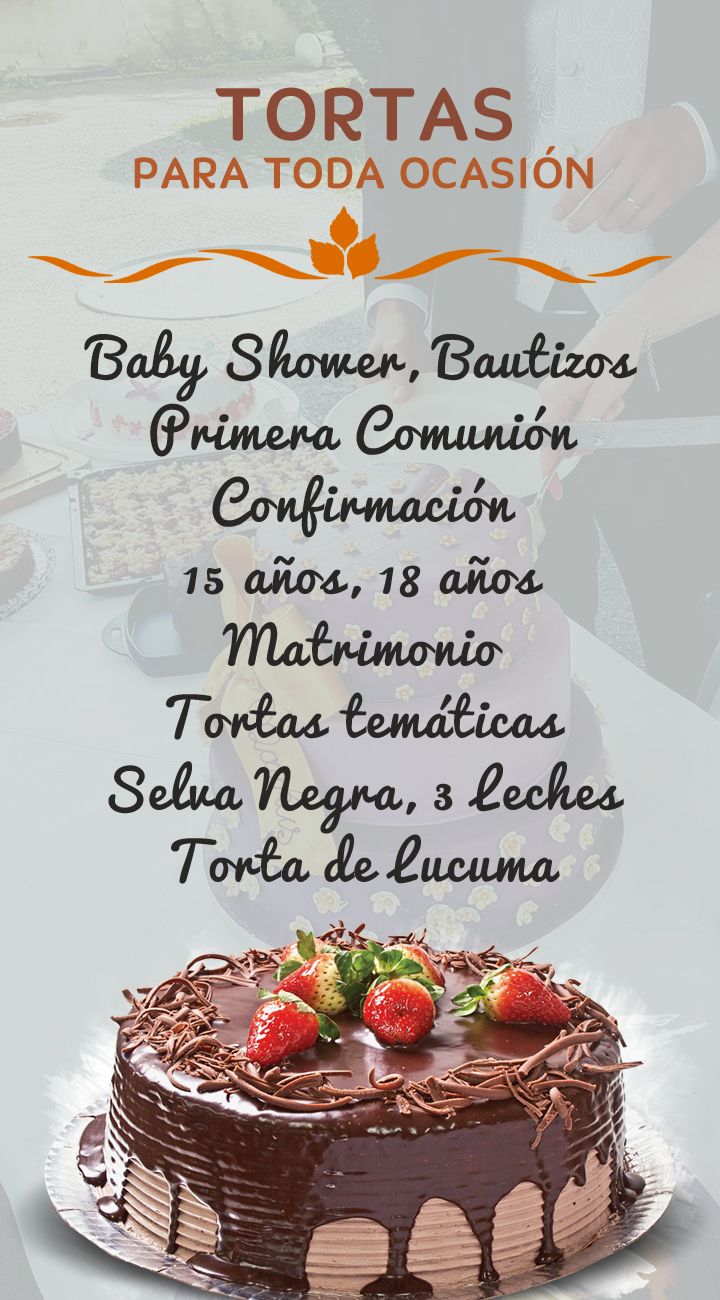 TORTAS
PARA TODA OCASIÓN
Baby Shower, Bautizos
Primera Comunión
Confirmación
15 años, 18 años
Matrimonio
Tortas temáticas
Selva Negra, 3 Leches
Torta de Lucuma